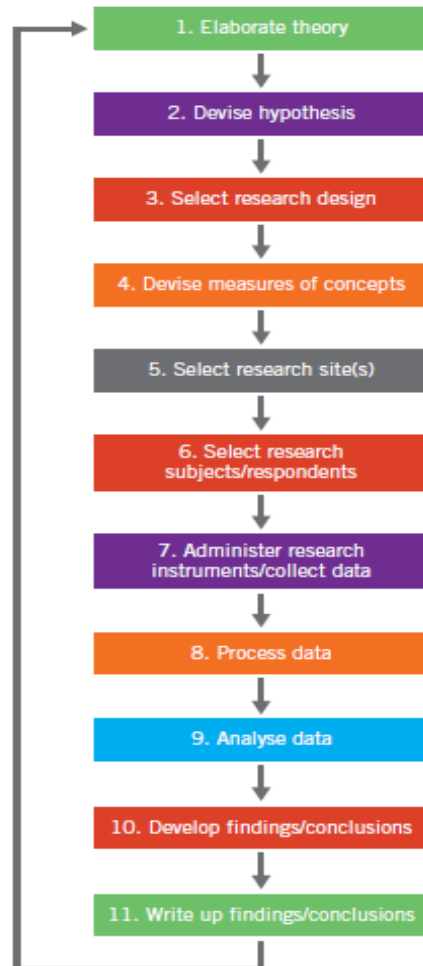 1. Elaborate theory
2. Devise hypothesis
3. Select research design
4. Devise measures of concepts
5. Select research site(s)
6. Select research
subjects/respondents
7. Administer research
instruments/collect data
8. Process data
9. Analyse data
10. Develop findings/conclusions
11. Write up findings/conclusions